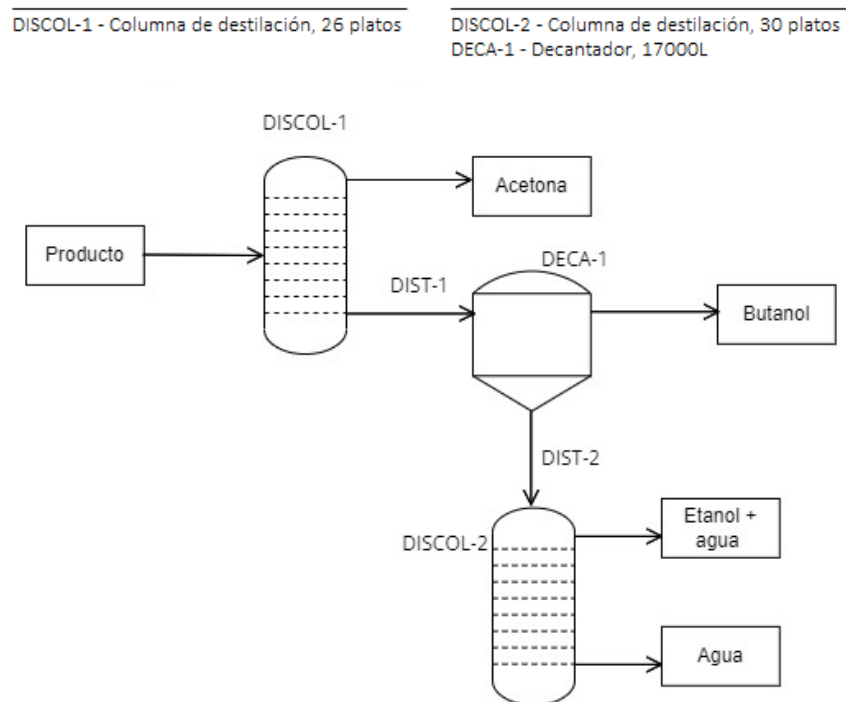 DISCOL-1 - Columna de destilación, 26 platos
DISCOL-2 - Columna de destilación, 30 platos
DECA-1 - Decantador, 17000L
DISCOL-1
Acetona
Producto
DECA-1
DIST-1
Butanol
DIST-2
Etanol +
agua
DISCOL-2
Agua